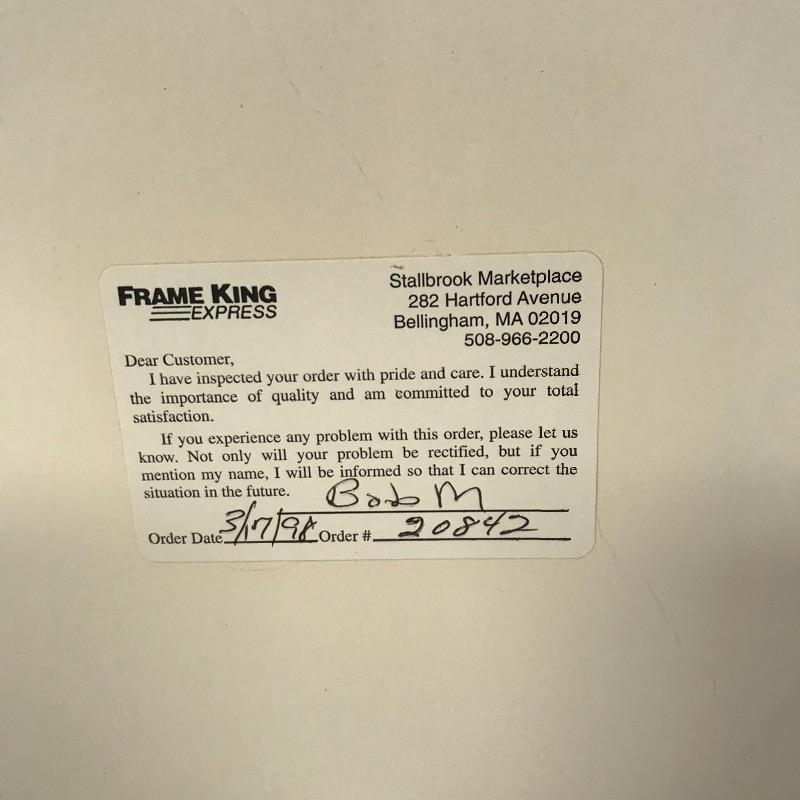 FRAME KING
EXPRESS
Stallbrook Marketplace
282 Hartford Avenue
Bellingham, MA 02019
508-966-2200
Dear Customer,
I have inspected your order with pride and care. I understand
the importance of quality and am committed to your total
satisfaction.
If you experience any problem with this order, please let us
know. Not only will your problem be rectified, but if you
mention my name, I will be informed so that I can correct the
situation in the future. Bob M
Order Date 3/17/98 Order # 20842